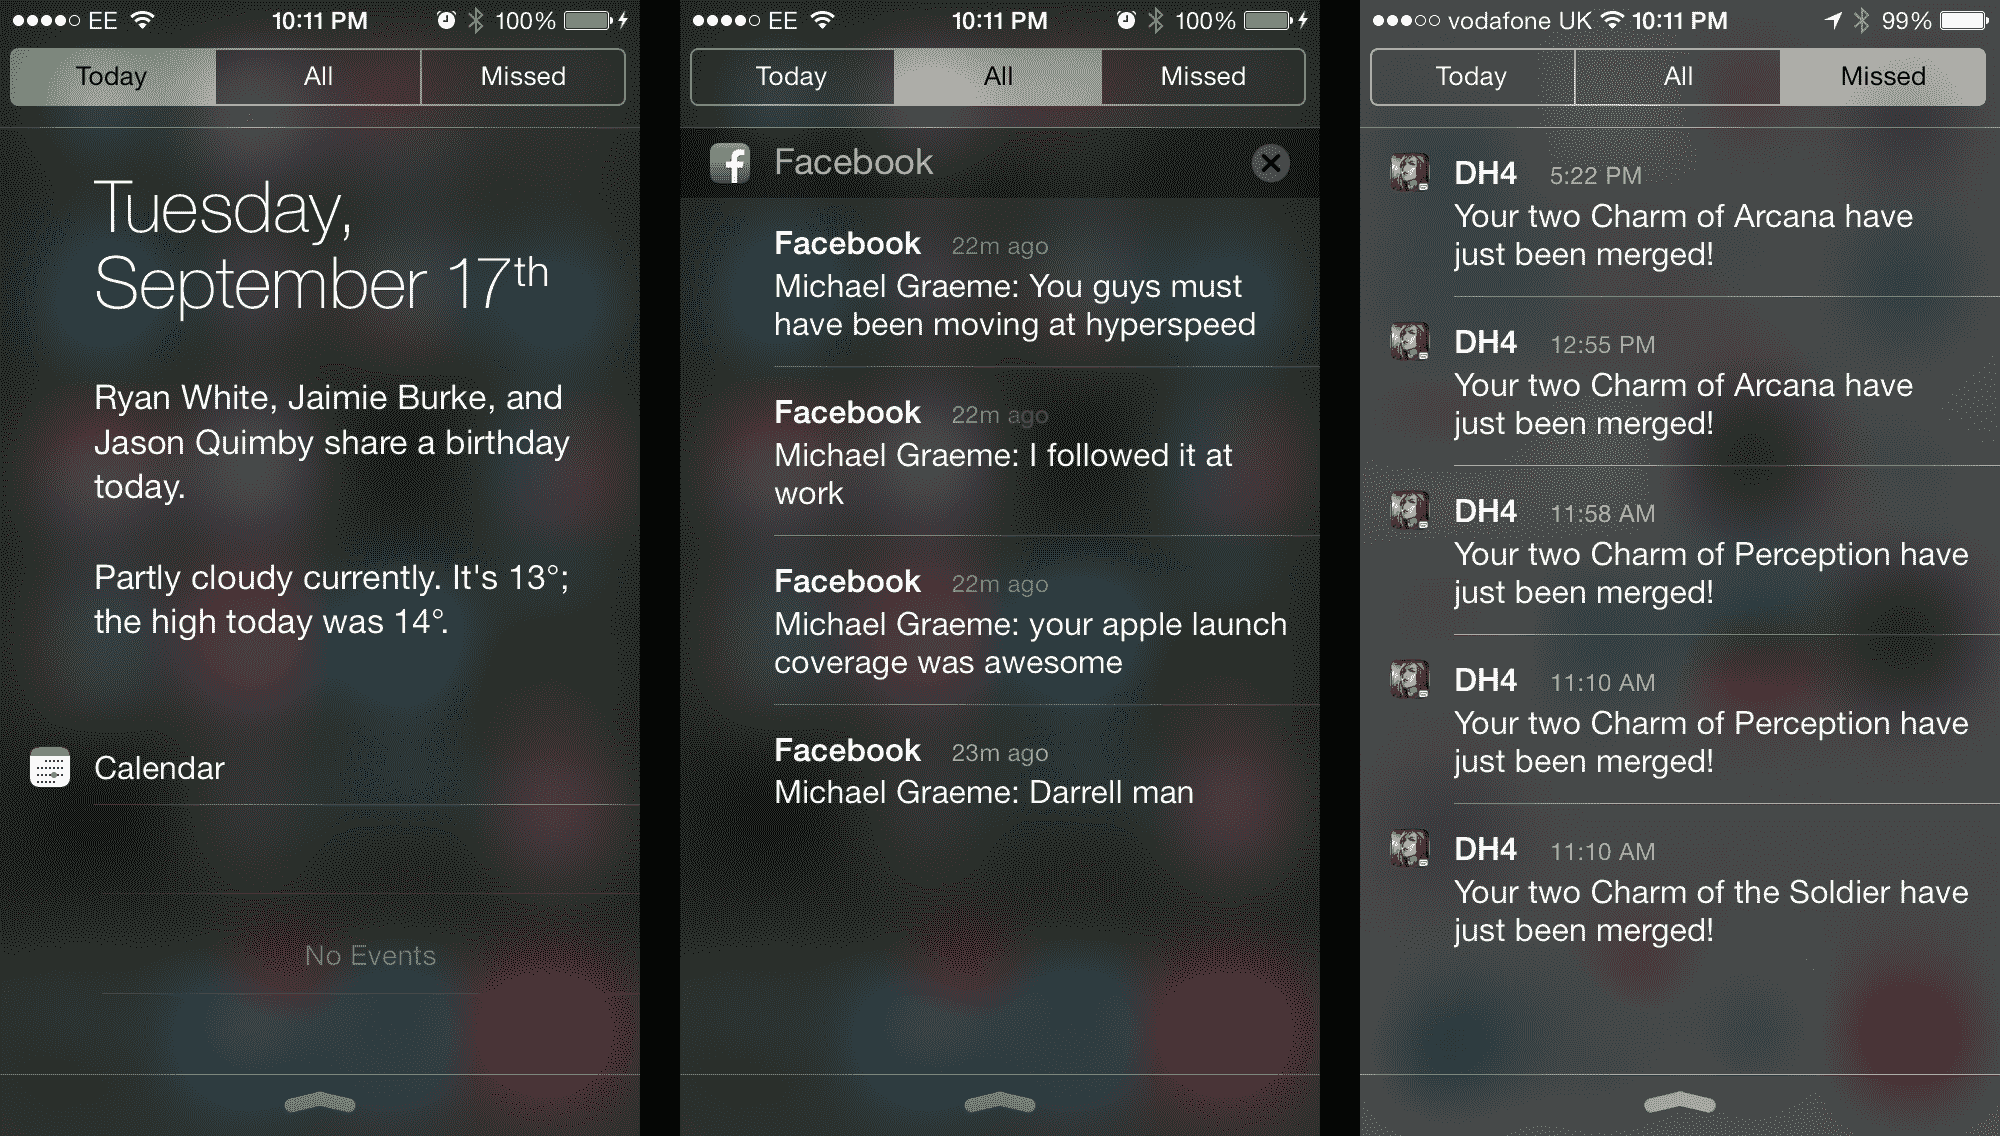 EE 10:11 PM 100%
Today All Missed
Tuesday,
September 17th
Ryan White, Jaimie Burke, and
Jason Quimby share a birthday
today.
Partly cloudy currently. It's 13°;
the high today was 14°.
Calendar
No Events
EE 10:11 PM 100%
Today All Missed
Facebook
Facebook 22m ago
Michael Graeme: You guys must
have been moving at hyperspeed
Facebook 22m ago
Michael Graeme: I followed it at
work
Facebook 22m ago
Michael Graeme: your apple launch
coverage was awesome
Facebook 23m ago
Michael Graeme: Darrell man
vodafone UK 10:11 PM 99%
Today All Missed
DH4 5:22 PM
Your two Charm of Arcana have
just been merged!
DH4 12:55 PM
Your two Charm of Arcana have
just been merged!
DH4 11:58 AM
Your two Charm of Perception have
just been merged!
DH4 11:10 AM
Your two Charm of Perception have
just been merged!
DH4 11:10 AM
Your two Charm of the Soldier have
just been merged!